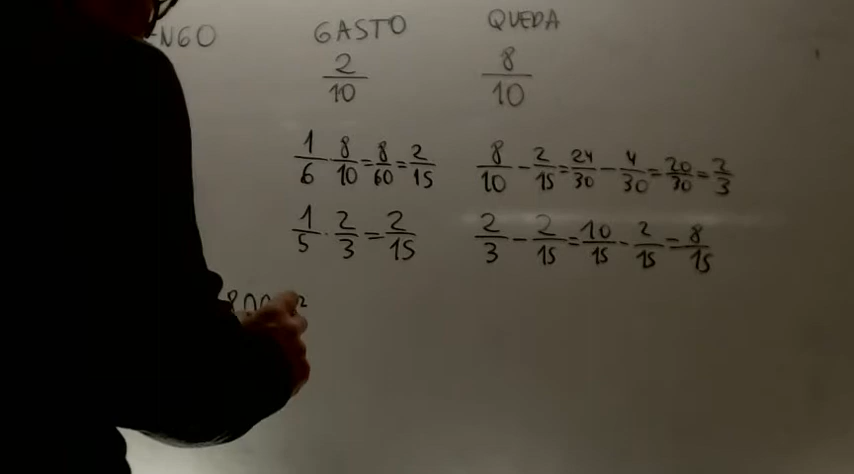 NGO GASTO QUEDA
2/10 8/10
1/6 · 8/10 = 8/60 = 2/15 8/10 - 2/15 = 24/30 - 4/30 = 20/30 = 2/3
1/5 · 2/3 = 2/15 2/3 - 2/15 = 10/15 - 2/15 = 8/15